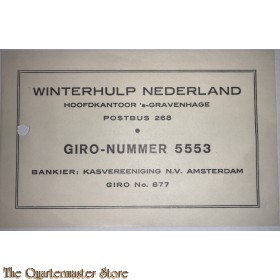 WINTERHULP NEDERLAND
HOOFDKANTOOR 's-GRAVENHAGE
POSTBUS 268
GIRO-NUMMER 5553
BANKIER: KASVEREENIGING N.V. AMSTERDAM
GIRO No. 877
The Quartermaster Store